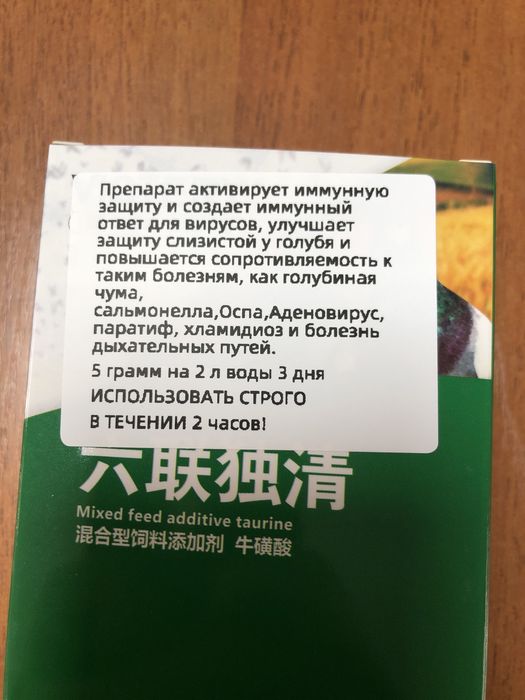 Препарат активирует иммунную
защиту и создает иммунный
ответ для вирусов, улучшает
защиту слизистой у голубя и
повышается сопротивляемость к
таким болезням, как голубиная
чума,
сальмонелла,Оспа,Аденовирус,
паратиф, хламидиоз и болезнь
дыхательных путей.
5 грамм на 2 л воды 3 дня
ИСПОЛЬЗОВАТЬ СТРОГО
В ТЕЧЕНИИ 2 часов!
六联独清
Mixed feed additive taurine
混合型饲料添加剂 牛磺酸